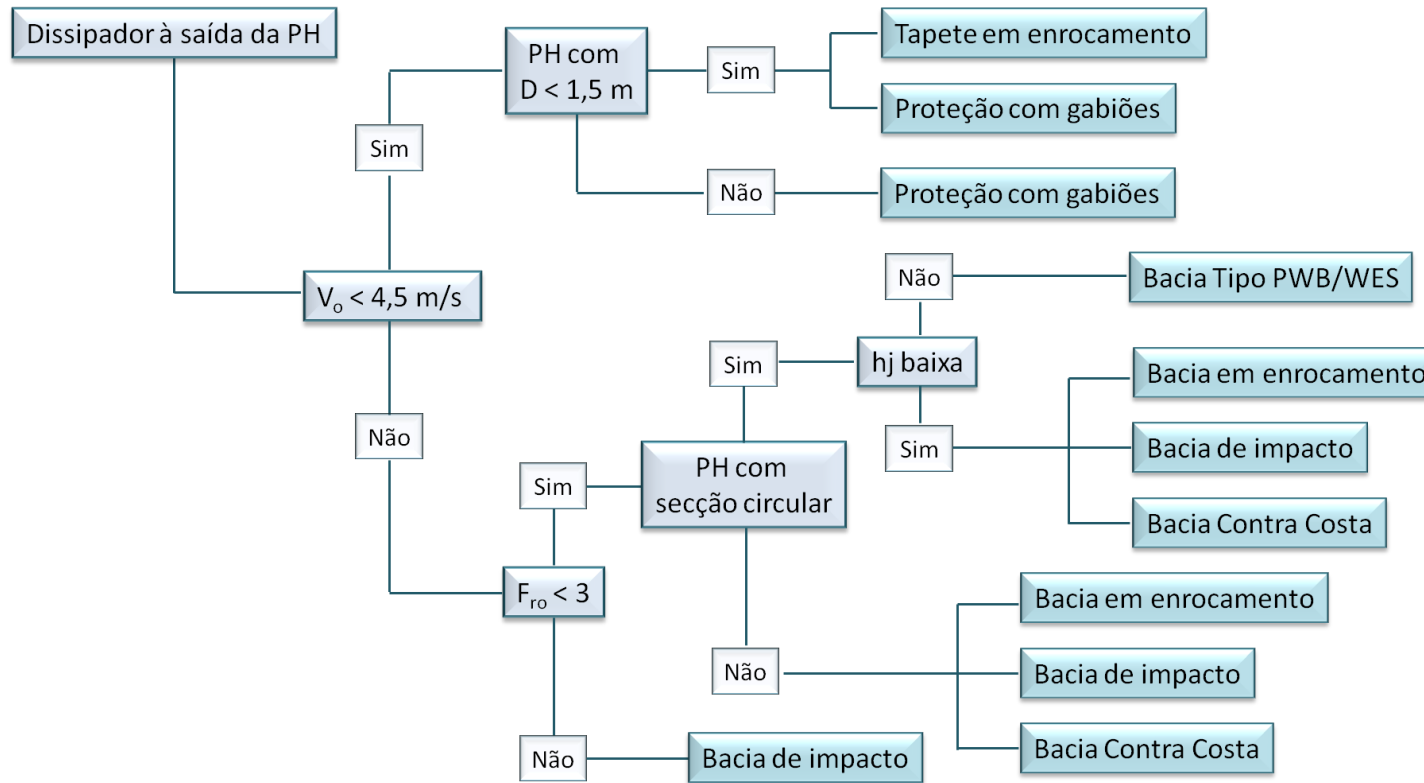 Dissipador à saída da PH
PH com
D < 1,5 m
Sim
Tapete em enrocamento
Proteção com gabiões
Sim
Não
Proteção com gabiões
V₀ < 4,5 m/s
Não
Bacia Tipo PWB/WES
Sim
hj baixa
Bacia em enrocamento
Não
Sim
Bacia de impacto
PH com
secção circular
Sim
Bacia Contra Costa
F_ro < 3
Bacia em enrocamento
Não
Bacia de impacto
Não
Bacia de impacto
Bacia Contra Costa